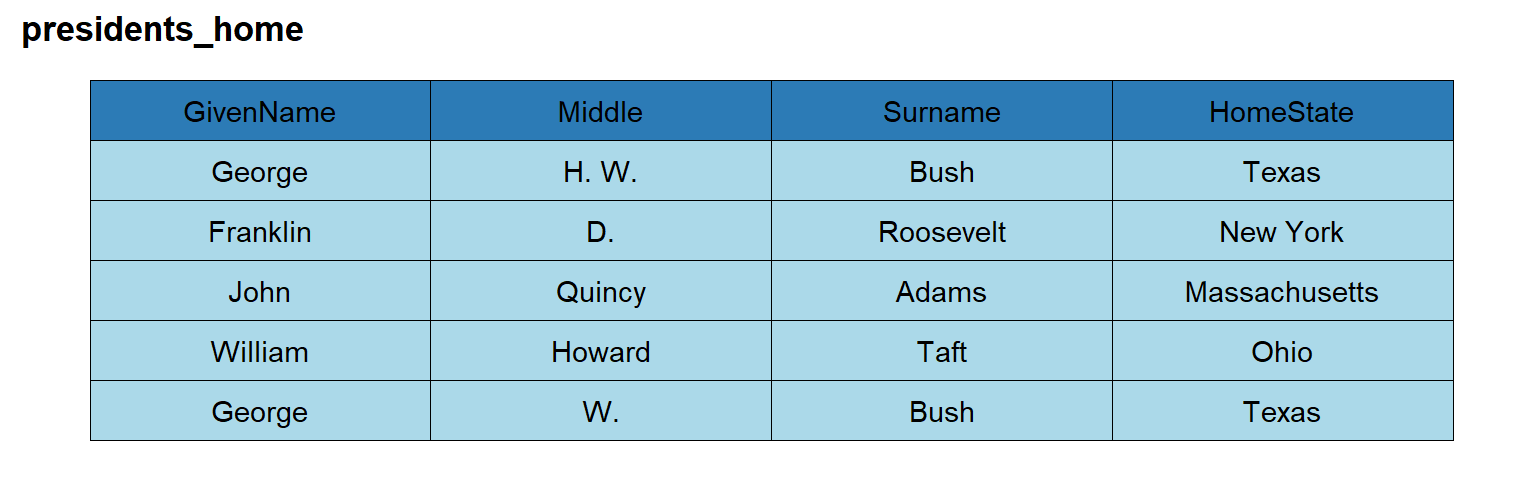 presidents_home
GivenName Middle Surname HomeState
George H. W. Bush Texas
Franklin D. Roosevelt New York
John Quincy Adams Massachusetts
William Howard Taft Ohio
George W. Bush Texas